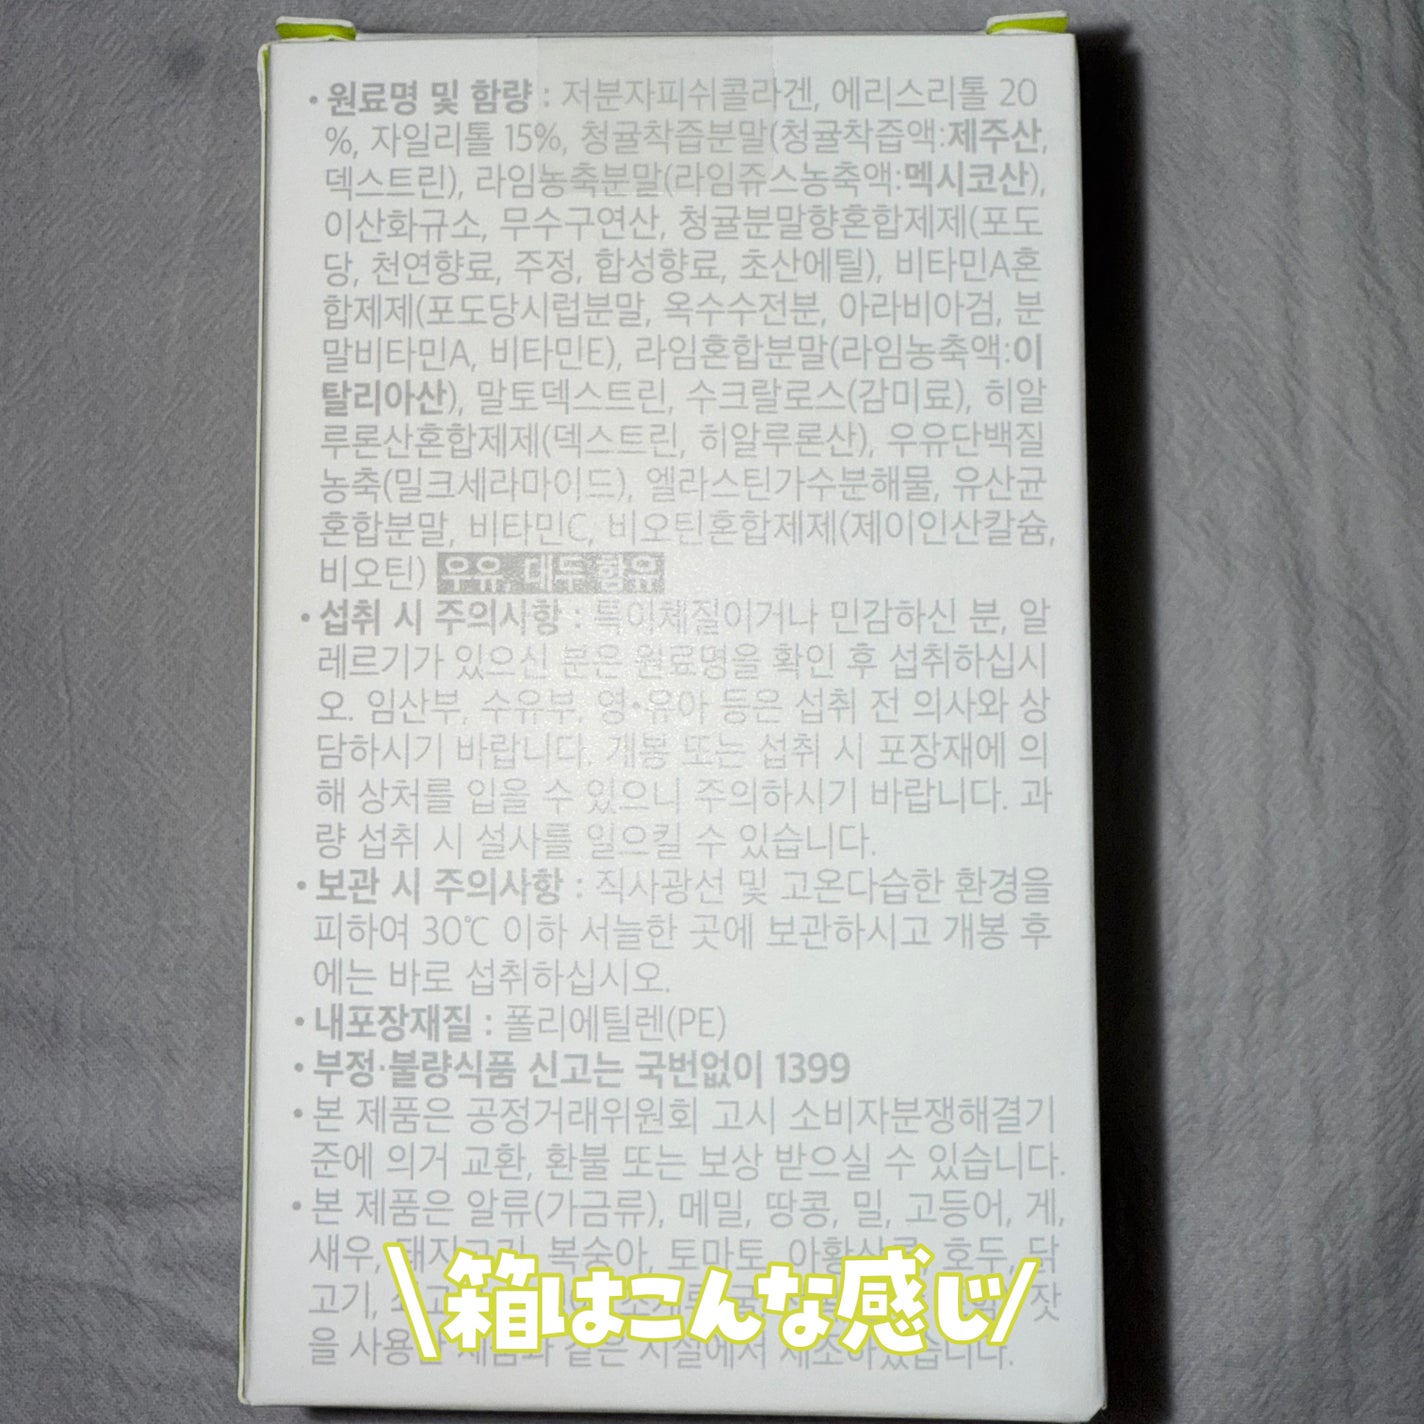 • 원료명 및 함량 : 저분자피쉬콜라겐, 에리스리톨 20
%, 자일리톨 15%, 청귤착즙분말(청귤착즙액:제주산,
덱스트린), 라임농축분말(라임쥬스농축액:멕시코산),
이산화규소, 무수구연산, 청귤분말향혼합제제(포도
당, 천연향료, 주정, 합성향료, 초산에틸), 비타민A혼
합제제(포도당시럽분말, 옥수수전분, 아라비아검, 분
말비타민A, 비타민E), 라임혼합분말(라임농축액:이
탈리아산), 말토덱스트린, 수크랄로스(감미료), 히알
루론산혼합제제(덱스트린, 히알루론산), 우유단백질
농축(밀크세라마이드), 엘라스틴가수분해물, 유산균
혼합분말, 비타민C, 비오틴혼합제제(제이인산칼슘,
비오틴) 우유, 대두 함유
• 섭취 시 주의사항 : 특이체질이거나 민감하신 분, 알
레르기가 있으신 분은 원료명을 확인 후 섭취하십시
오. 임산부, 수유부, 영•유아 등은 섭취 전 의사와 상
담하시기 바랍니다. 개봉 또는 섭취 시 포장재에 의
해 상처를 입을 수 있으니 주의하시기 바랍니다. 과
량 섭취 시 설사를 일으킬 수 있습니다.
• 보관 시 주의사항 : 직사광선 및 고온다습한 환경을
피하여 30℃ 이하 서늘한 곳에 보관하시고 개봉 후
에는 바로 섭취하십시오.
• 내포장재질 : 폴리에틸렌(PE)
• 부정·불량식품 신고는 국번없이 1399
• 본 제품은 공정거래위원회 고시 소비자분쟁해결기
준에 의거 교환, 환불 또는 보상 받으실 수 있습니다.
• 본 제품은 알류(가금류), 메밀, 땅콩, 밀, 고등어, 게,
새우, 돼지고기, 복숭아, 토마토, 아황산류, 호두, 닭
고기, 잣
을 같은 시설에서 제조하였습니다.
\箱はこんな感じ/